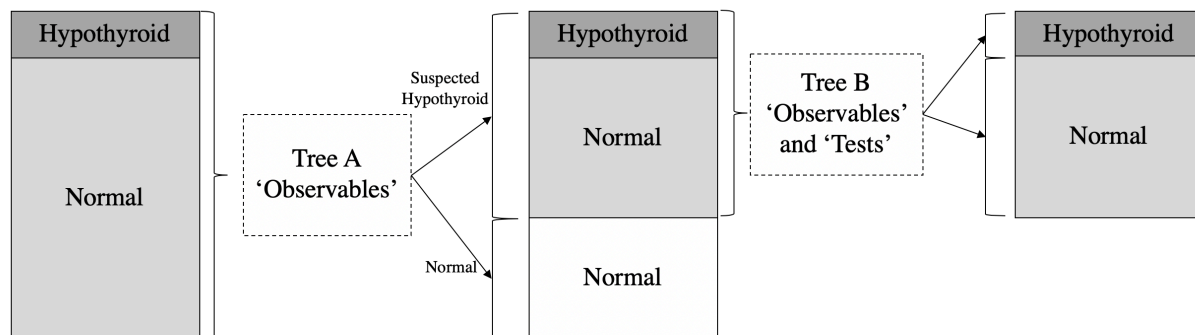 Hypothyroid
Normal
Tree A
‘Observables’
Suspected
Hypothyroid
Normal
Hypothyroid
Normal
Normal
Tree B
‘Observables’
and ‘Tests’
Hypothyroid
Normal